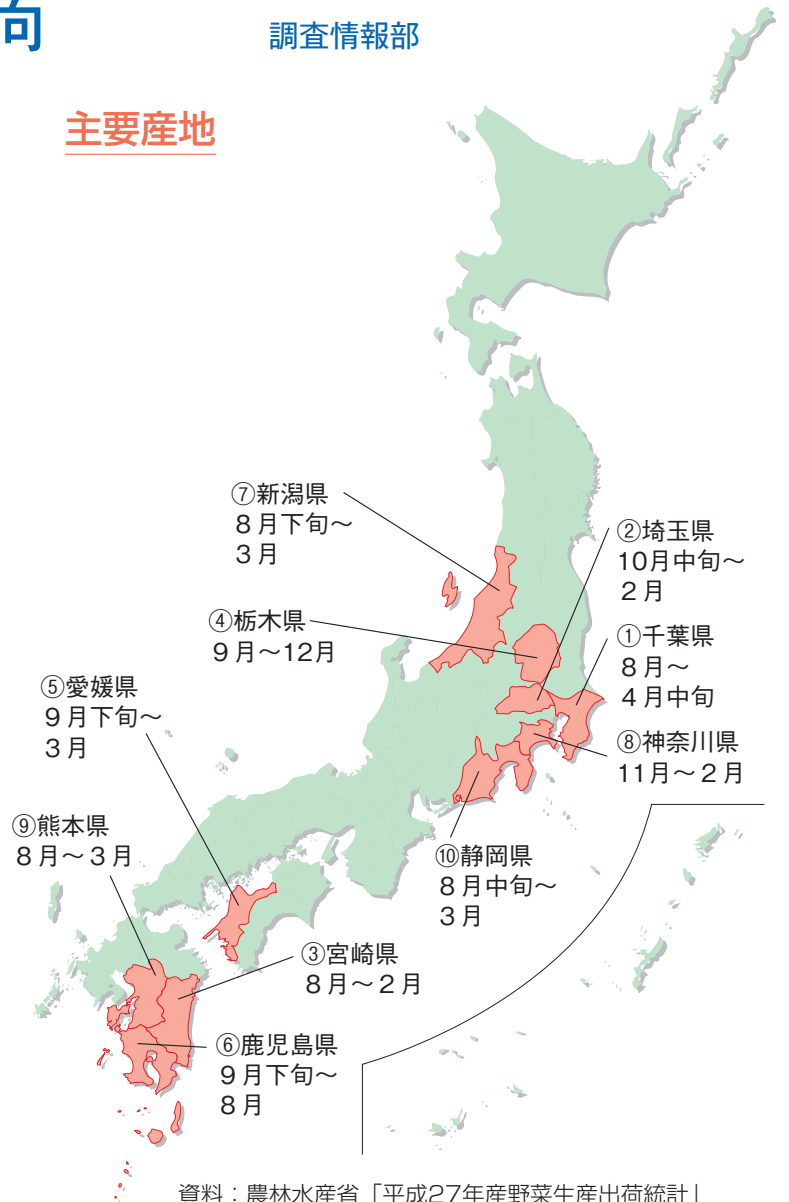 向
調査情報部
主要産地
⑦新潟県
８月下旬～
３月
②埼玉県
10月中旬～
２月
④栃木県
９月～12月
①千葉県
８月～
４月中旬
⑤愛媛県
９月下旬～
３月
⑧神奈川県
11月～２月
⑨熊本県
８月～３月
⑩静岡県
８月中旬～
３月
③宮崎県
８月～２月
⑥鹿児島県
９月下旬～
８月
資料：農林水産省「平成27年産野菜生産出荷統計」